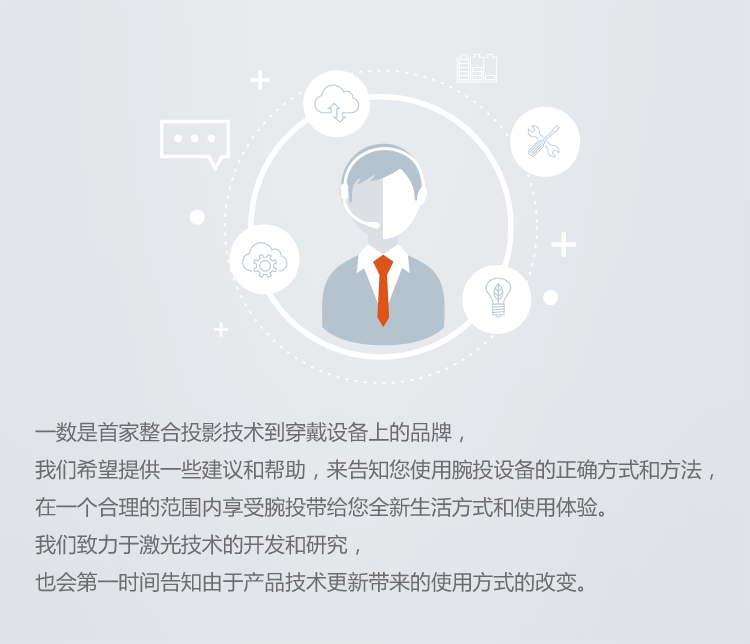 一数是首家整合投影技术到穿戴设备上的品牌，
我们希望提供一些建议和帮助，来告知您使用腕投设备的正确方式和方法，
在一个合理的范围内享受腕投带给您全新生活方式和使用体验。
我们致力于激光技术的开发和研究，
也会第一时间告知由于产品技术更新带来的使用方式的改变。